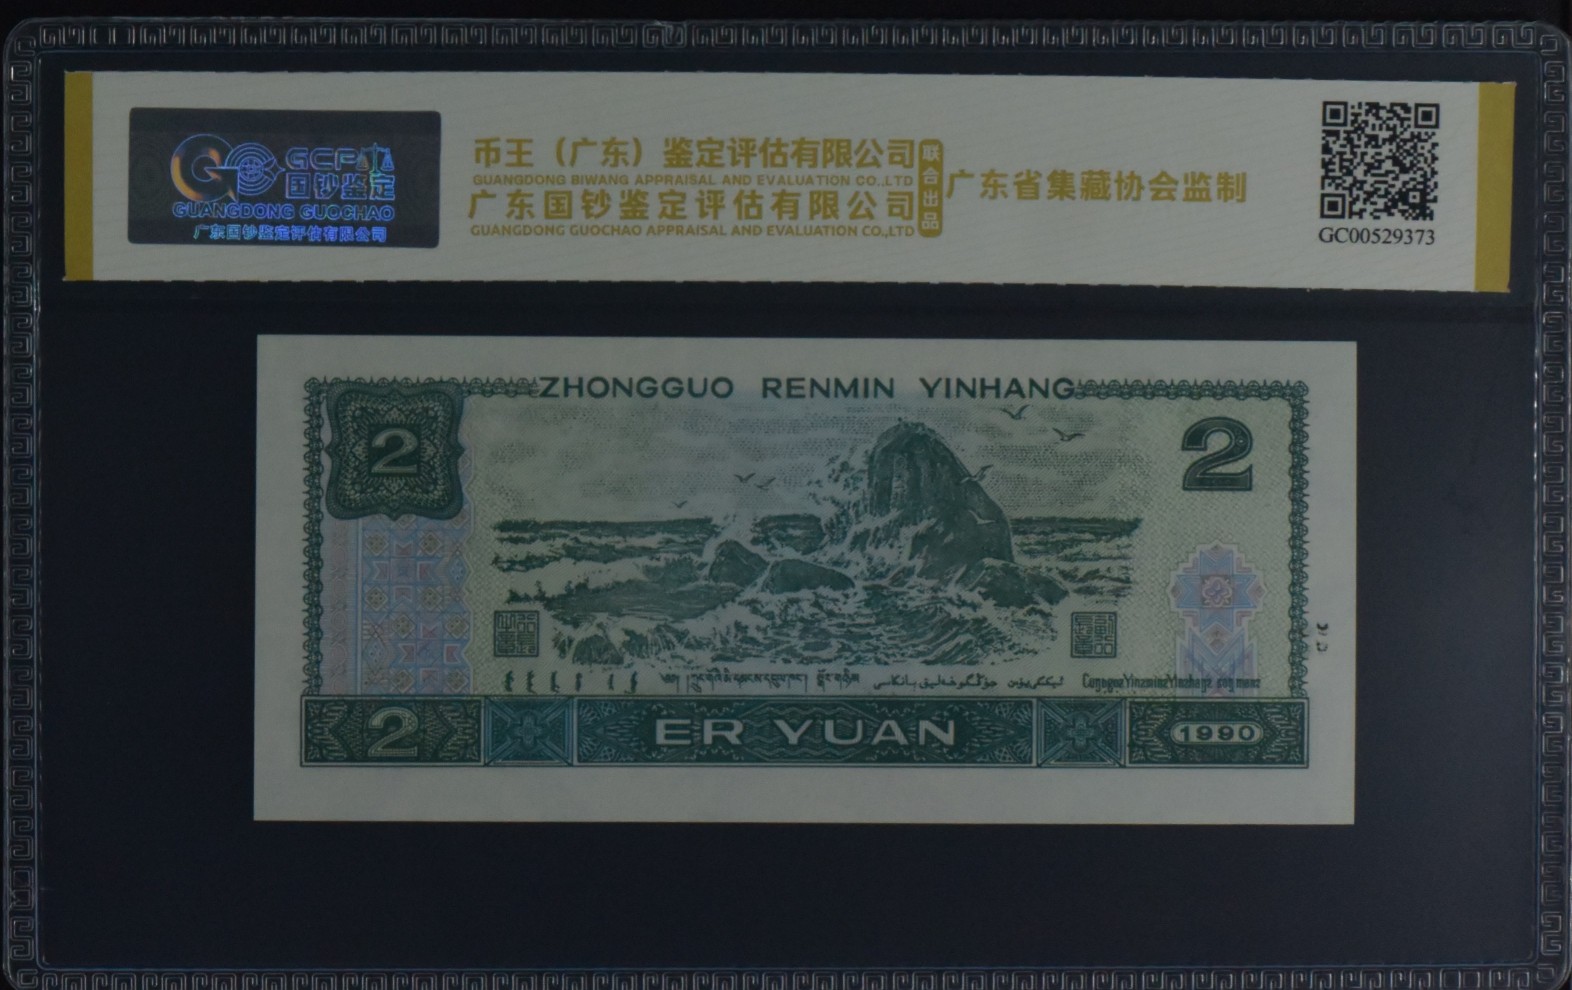 GCPA
国钞鉴定
GUANGDONG GUOCHAO
广东国钞鉴定评估有限公司
币王（广东）鉴定评估有限公司
GUANGDONG BIWANG APPRAISAL AND EVALUATION CO.,LTD
广东国钞鉴定评估有限公司
GUANGDONG GUOCHAO APPRAISAL AND EVALUATION CO.,LTD
联合出品
广东省集藏协会监制
GC00529373
ZHONGGUO RENMIN YINHANG
2
2
2
ER YUAN
1990